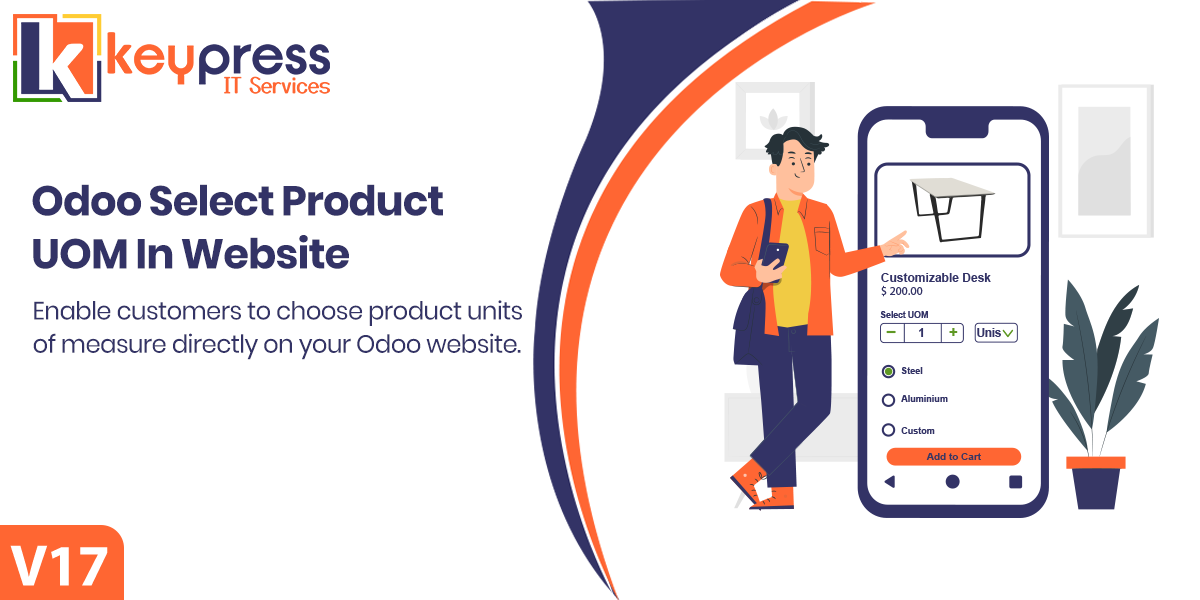 k keypress
IT Services
Odoo Select Product
UOM In Website
Enable customers to choose product units
of measure directly on your Odoo website.
Customizable Desk
$ 200.00
Select UOM
− 1 + Unis
Steel
Aluminium
Custom
Add to Cart
V17